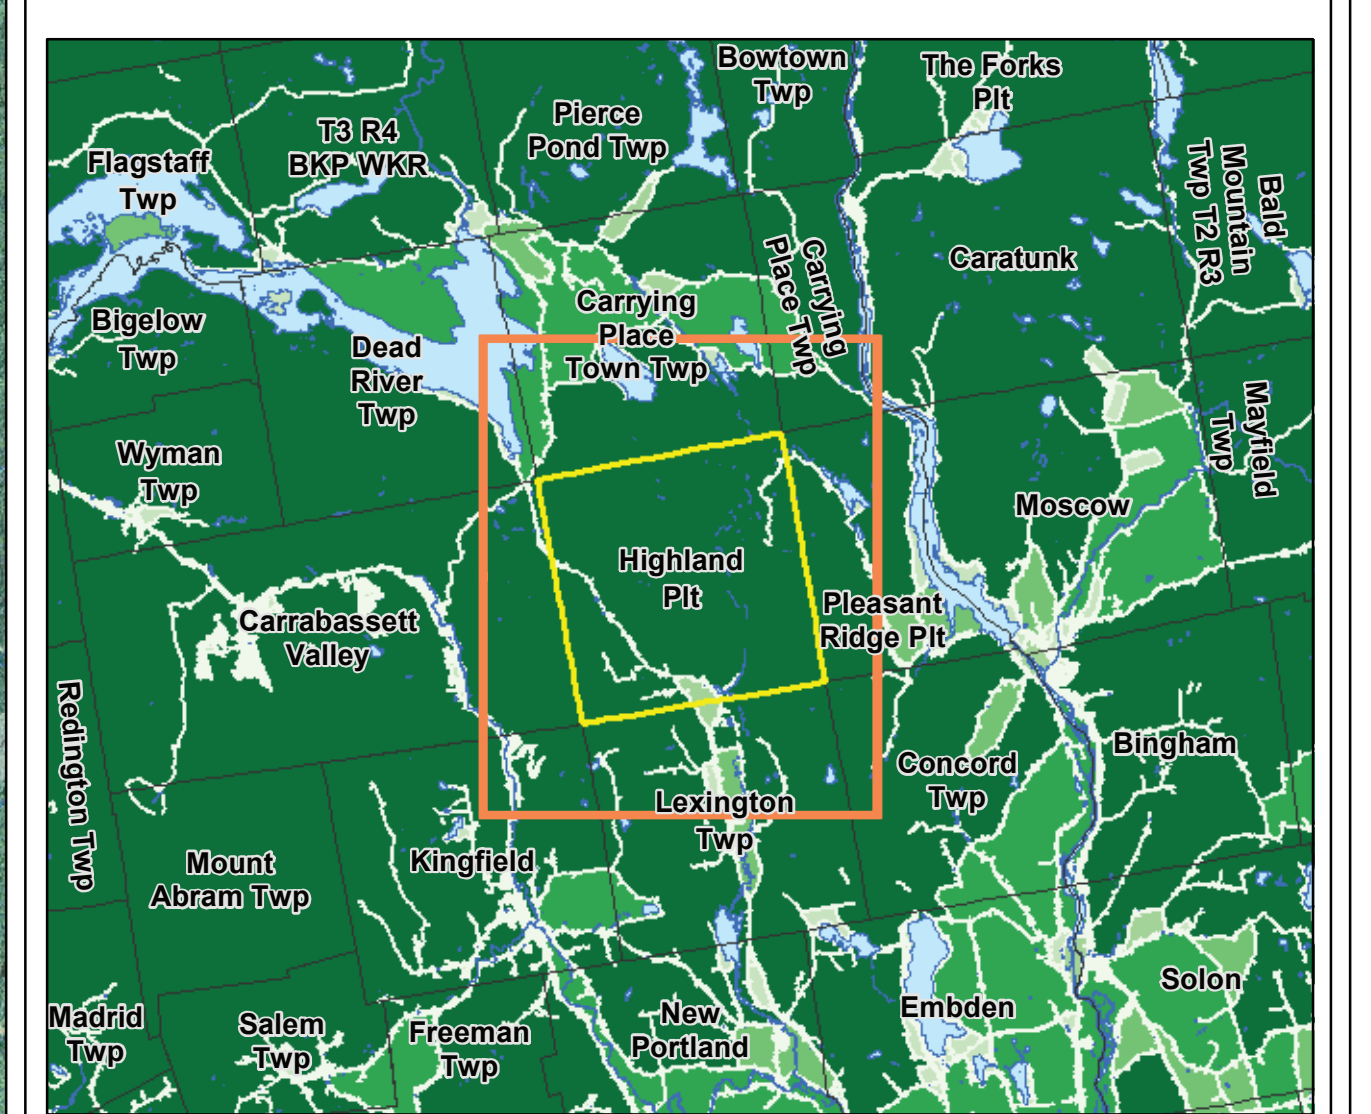 Bowtown
Twp
The Forks
Plt
Pierce
Pond Twp
T3 R4
BKP WKR
Flagstaff
Twp
Bald
Mountain
Twp T2 R3
Carrying
Place Twp
Caratunk
Carrying
Place
Town Twp
Bigelow
Twp
Dead
River
Twp
Mayfield
Twp
Wyman
Twp
Moscow
Highland
Plt
Pleasant
Ridge Plt
Carrabassett
Valley
Redington Twp
Bingham
Concord
Twp
Lexington
Twp
Kingfield
Mount
Abram Twp
Solon
Embden
New
Portland
Madrid
Twp
Salem
Twp
Freeman
Twp